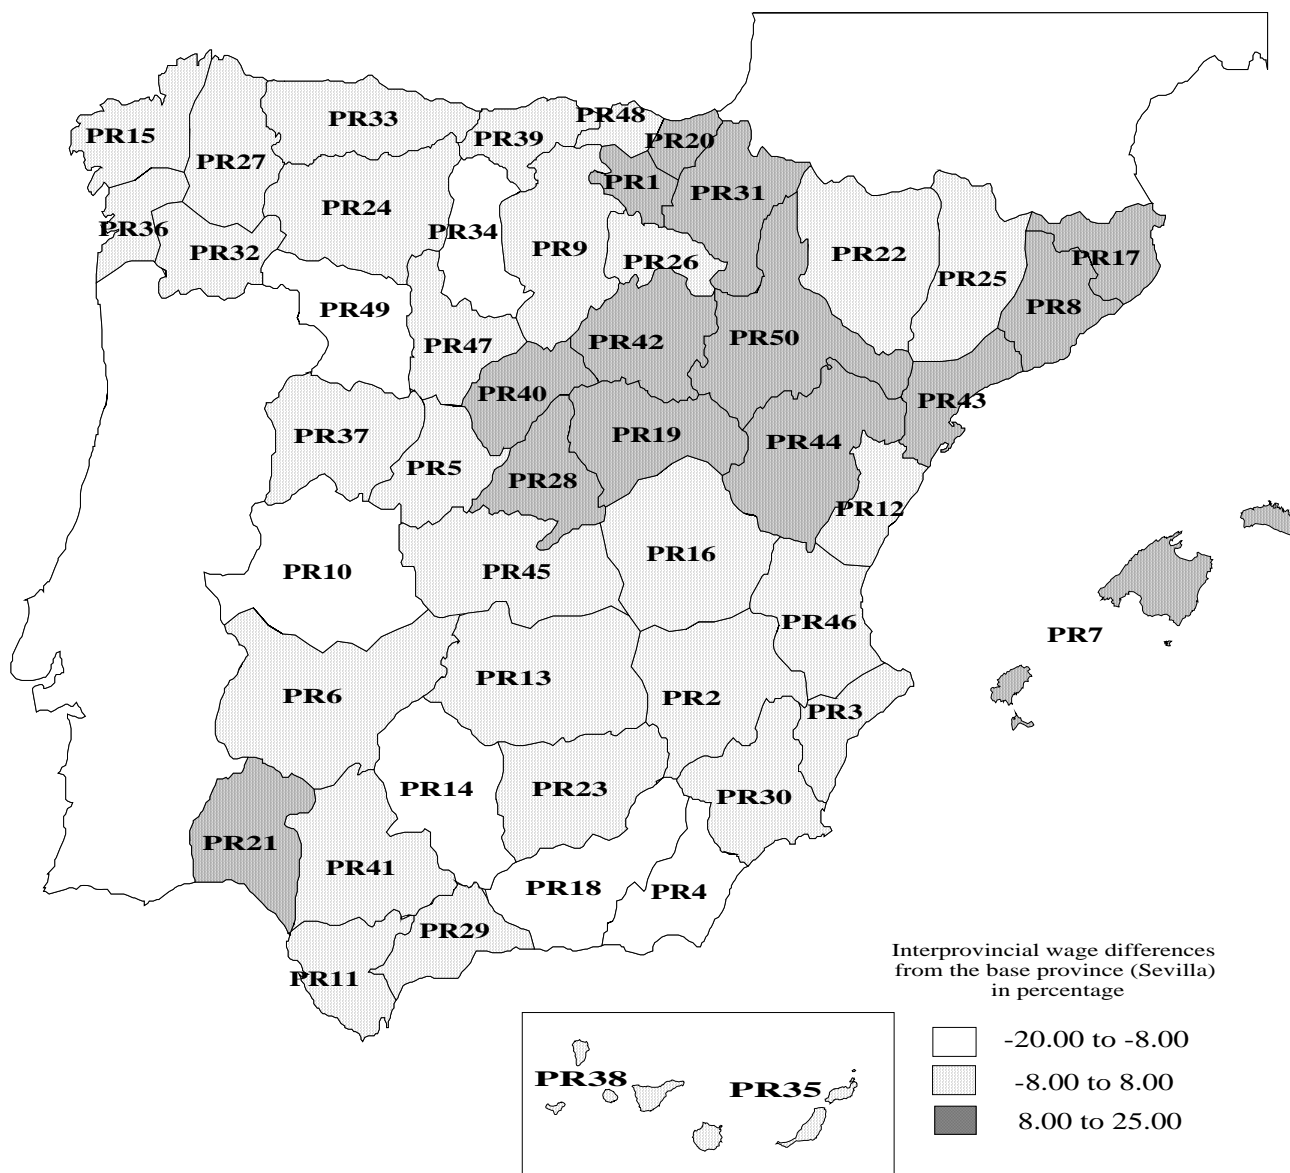 PR48
PR33
PR15
PR39
PR20
PR27
PR1
PR31
PR24
PR36
PR34
PR32
PR9
PR22
PR17
PR26
PR25
PR8
PR49
PR50
PR42
PR47
PR40
PR43
PR37
PR19
PR44
PR5
PR28
PR12
PR16
PR10
PR45
PR46
PR7
PR13
PR6
PR2
PR3
PR14
PR23
PR30
PR21
PR41
PR18
PR4
PR29
PR11
Interprovincial wage differences
from the base province (Sevilla)
in percentage
-20.00 to -8.00
-8.00 to 8.00
8.00 to 25.00
PR38
PR35